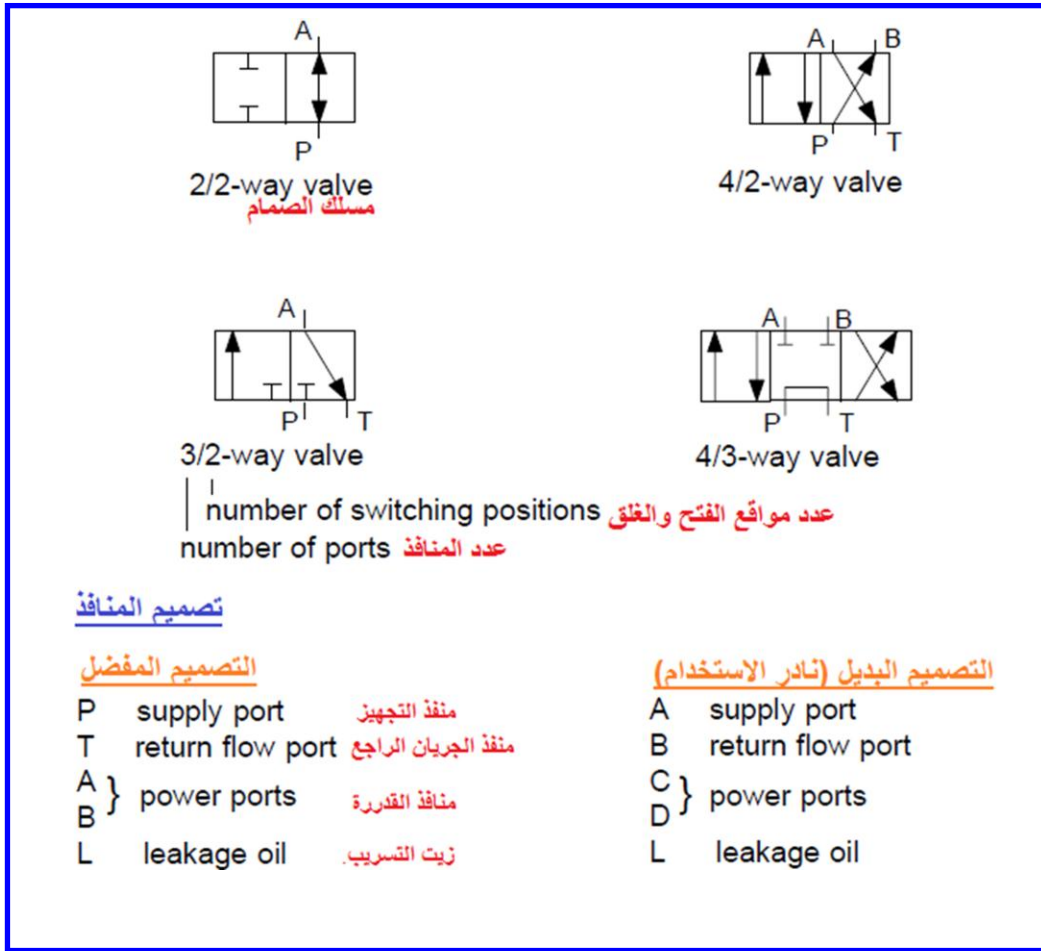 A
P
2/2-way valve
مسلك الصمام
A B
P T
4/2-way valve
A
P T
3/2-way valve
A B
P T
4/3-way valve
number of switching positions عدد مواقع الفتح والغلق
number of ports عدد المنافذ
تصميم المنافذ
التصميم المفضل
P supply port منفذ التجهيز
T return flow port منفذ الجريان الراجع
A
B } power ports منافذ القدررة
L leakage oil زيت التسريب.
التصميم البديل (نادر الاستخدام)
A supply port
B return flow port
C
D } power ports
L leakage oil